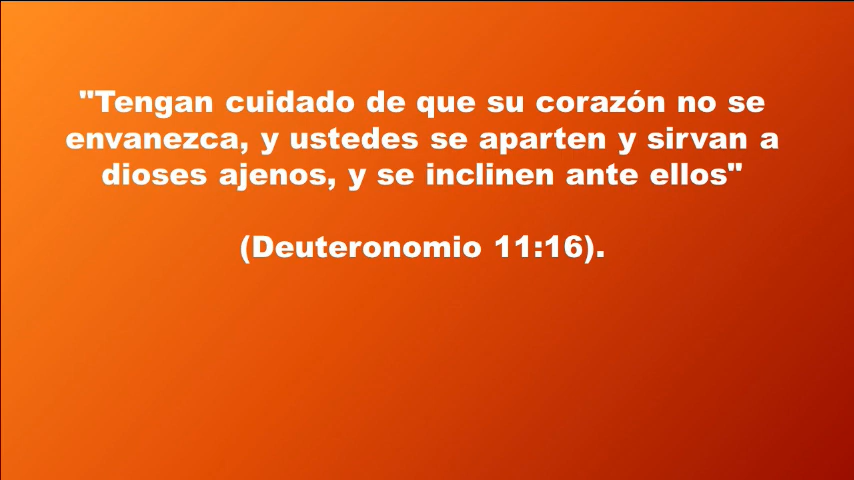 "Tengan cuidado de que su corazón no se
envanezca, y ustedes se aparten y sirvan a
dioses ajenos, y se inclinen ante ellos"
(Deuteronomio 11:16).